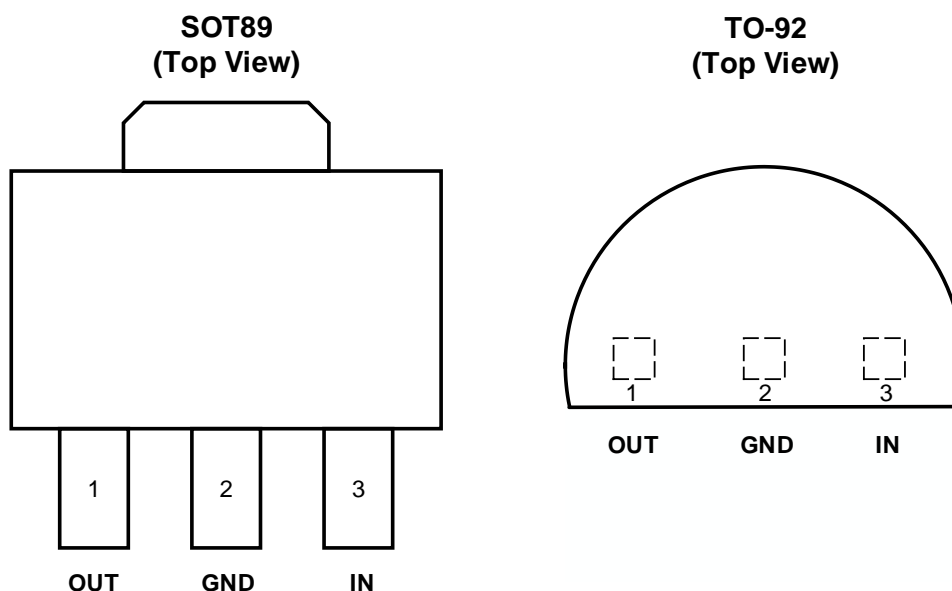 SOT89
(Top View)
1 2 3
OUT GND IN
TO-92
(Top View)
1 2 3
OUT GND IN